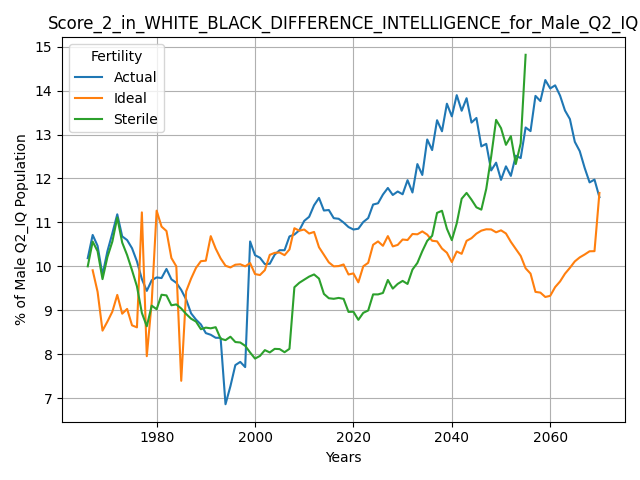 Score_2_in_WHITE_BLACK_DIFFERENCE_INTELLIGENCE_for_Male_Q2_IQ
Fertility
Actual
Ideal
Sterile
% of Male Q2_IQ Population
15
14
13
12
11
10
9
8
7
1980
2000
2020
2040
2060
Years